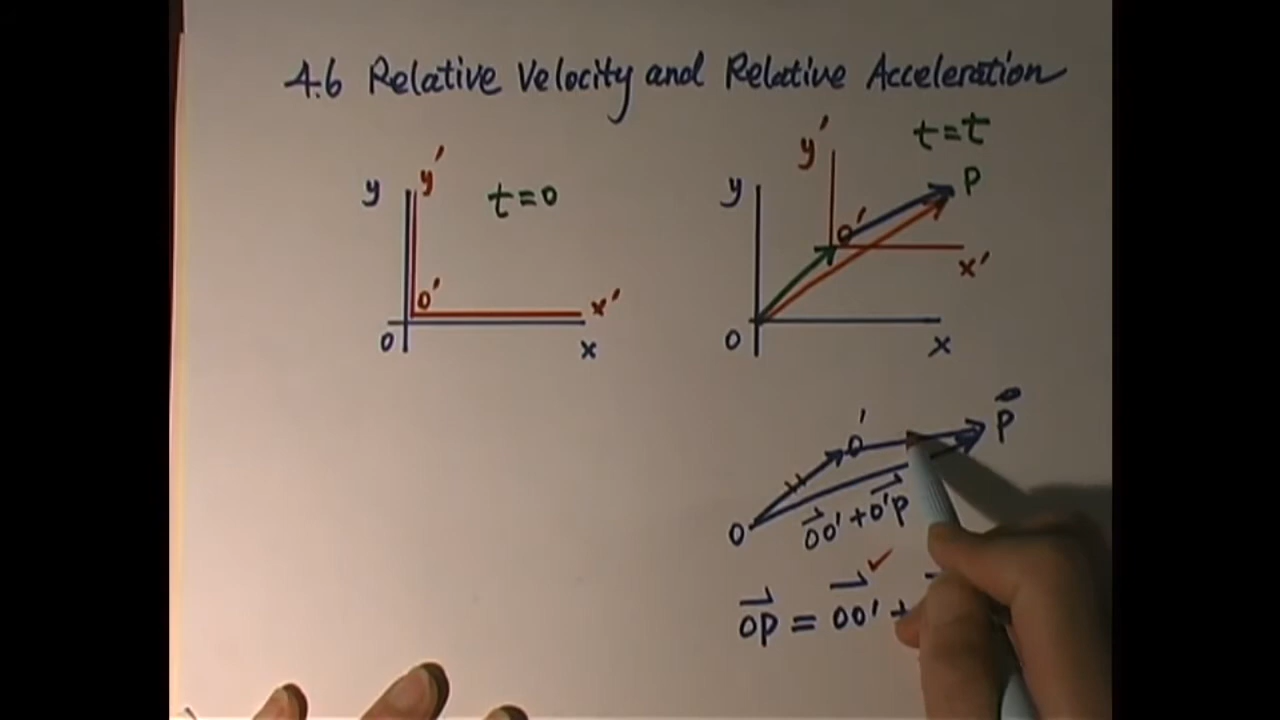 4.6 Relative Velocity and Relative Acceleration
y y' t=0
O'
x'
O
x
y' t=t
y P
O'
x'
O
x
O' P
O
OO' + O'P
OP = OO' +